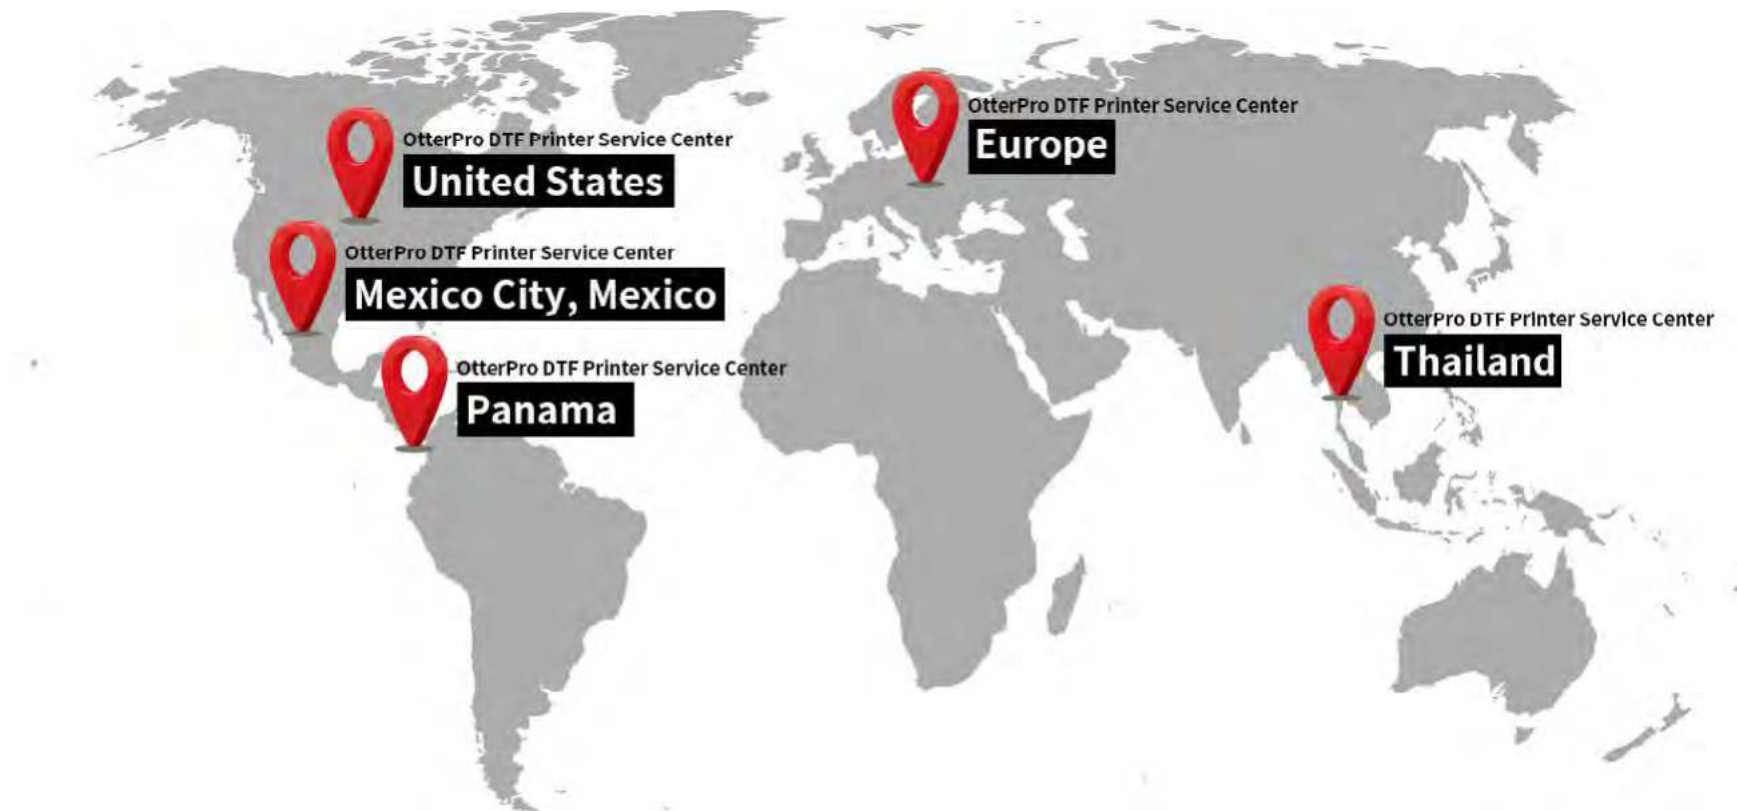 OtterPro DTF Printer Service Center
Europe
OtterPro DTF Printer Service Center
United States
OtterPro DTF Printer Service Center
Mexico City, Mexico
OtterPro DTF Printer Service Center
Thailand
OtterPro DTF Printer Service Center
Panama